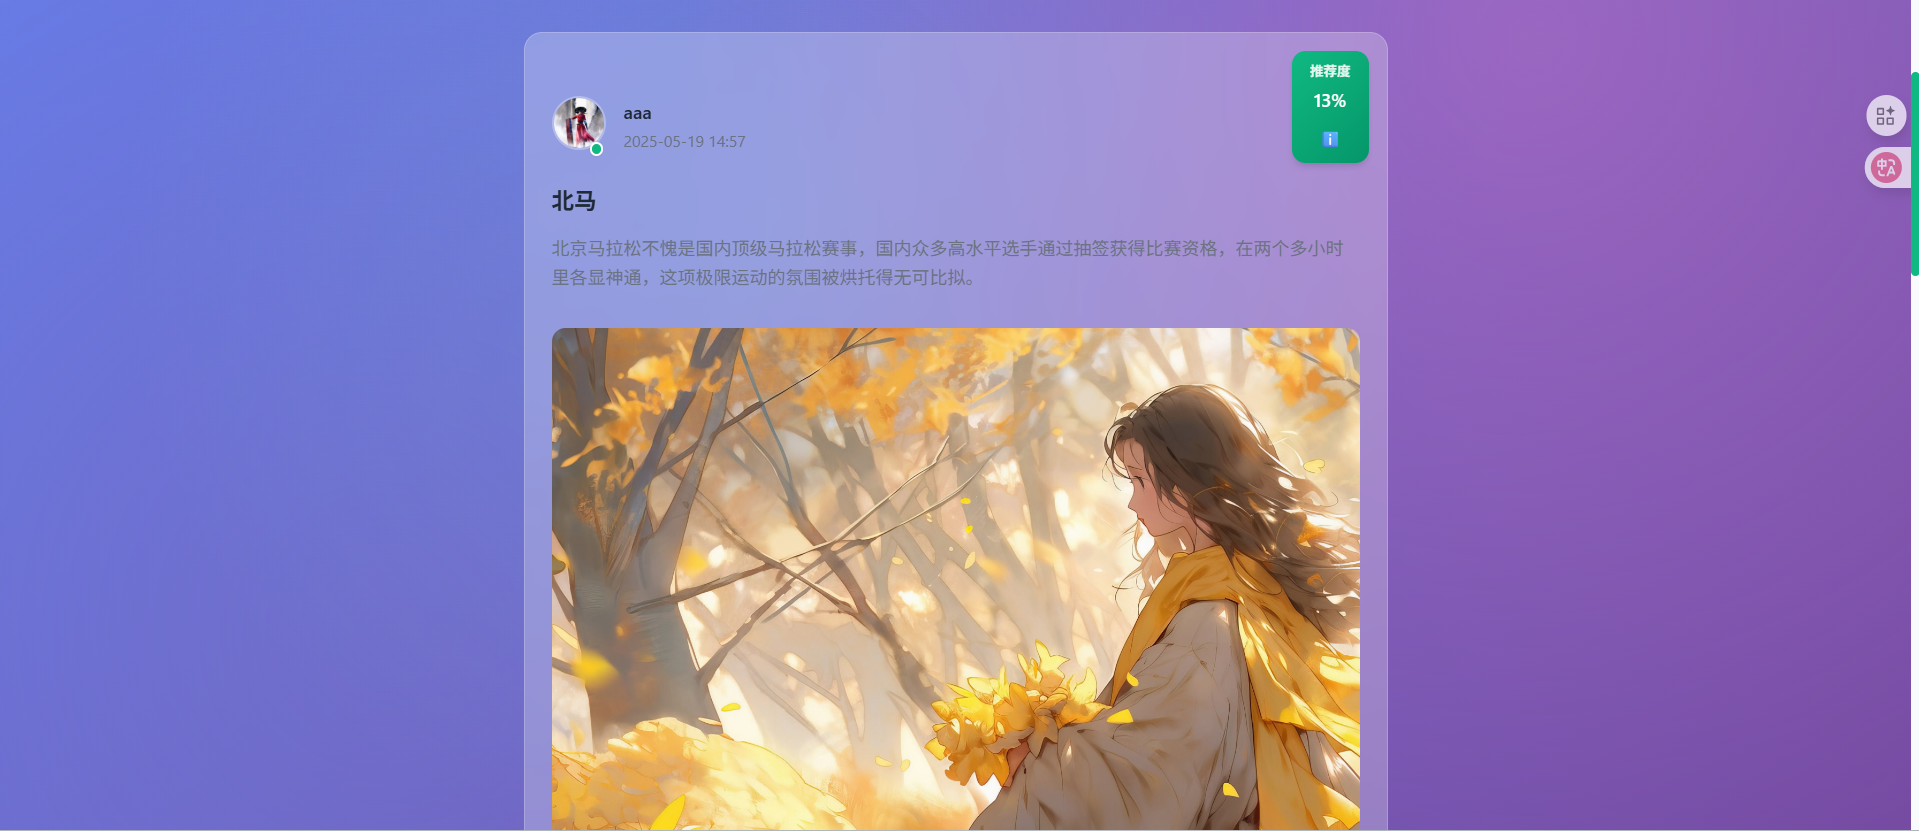 推荐度
13%
aaa
2025-05-19 14:57
北马
北京马拉松不愧是国内顶级马拉松赛事，国内众多高水平选手通过抽签获得比赛资格，在两个多小时
里各显神通，这项极限运动的氛围被烘托得无可比拟。